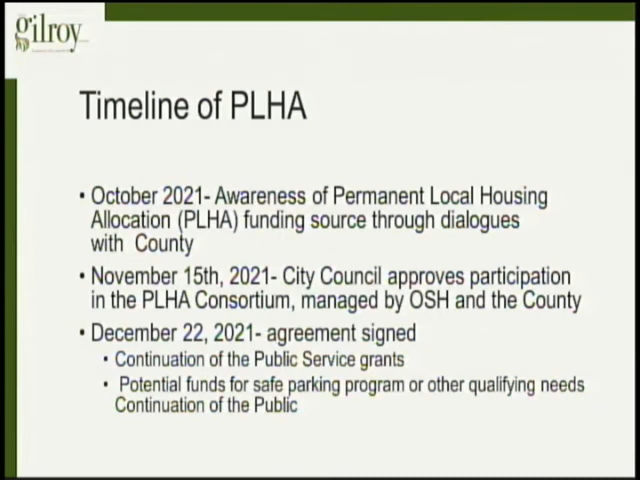 gilroy
Timeline of PLHA
• October 2021- Awareness of Permanent Local Housing
Allocation (PLHA) funding source through dialogues
with County
• November 15th, 2021- City Council approves participation
in the PLHA Consortium, managed by OSH and the County
• December 22, 2021- agreement signed
• Continuation of the Public Service grants
• Potential funds for safe parking program or other qualifying needs
Continuation of the Public